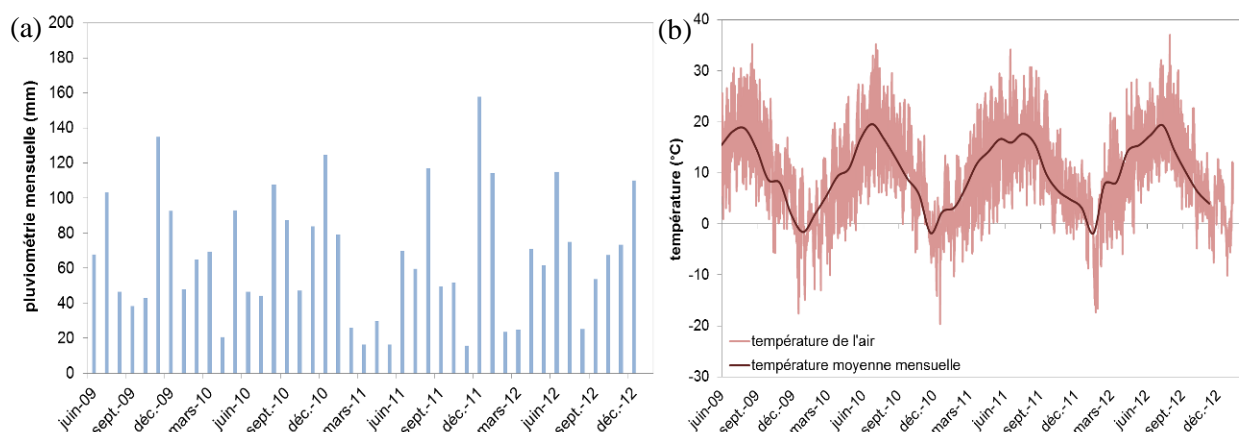 (a)
pluviométrie mensuelle (mm)
200
180
160
140
120
100
80
60
40
20
0
juin-09
sept.-09
déc.-09
mars-10
juin-10
sept.-10
déc.-10
mars-11
juin-11
sept.-11
déc.-11
mars-12
juin-12
sept.-12
déc.-12
(b)
température (°C)
40
30
20
10
0
-10
-20
-30
température de l'air
température moyenne mensuelle
juin-09
sept.-09
déc.-09
mars-10
juin-10
sept.-10
déc.-10
mars-11
juin-11
sept.-11
déc.-11
mars-12
juin-12
sept.-12
déc.-12